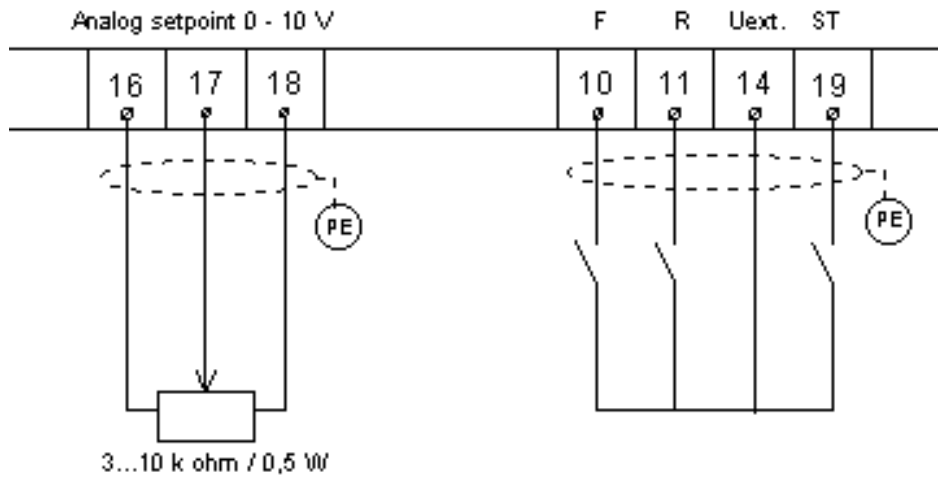 Analog setpoint 0 - 10 V F R Uext. ST
16 17 18 10 11 14 19
PE PE
3...10 k ohm / 0,5 W